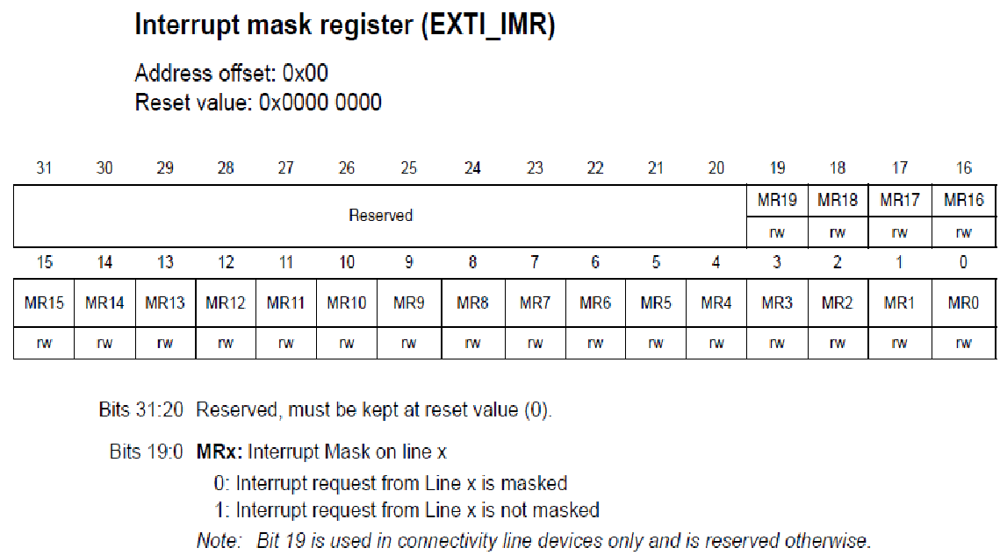 Interrupt mask register (EXTI_IMR)
Address offset: 0x00
Reset value: 0x0000 0000
31 30 29 28 27 26 25 24 23 22 21 20 19 18 17 16
Reserved MR19 MR18 MR17 MR16
rw rw rw rw
15 14 13 12 11 10 9 8 7 6 5 4 3 2 1 0
MR15 MR14 MR13 MR12 MR11 MR10 MR9 MR8 MR7 MR6 MR5 MR4 MR3 MR2 MR1 MR0
rw rw rw rw rw rw rw rw rw rw rw rw rw rw rw rw
Bits 31:20 Reserved, must be kept at reset value (0).
Bits 19:0 MRx: Interrupt Mask on line x
0: Interrupt request from Line x is masked
1: Interrupt request from Line x is not masked
Note: Bit 19 is used in connectivity line devices only and is reserved otherwise.